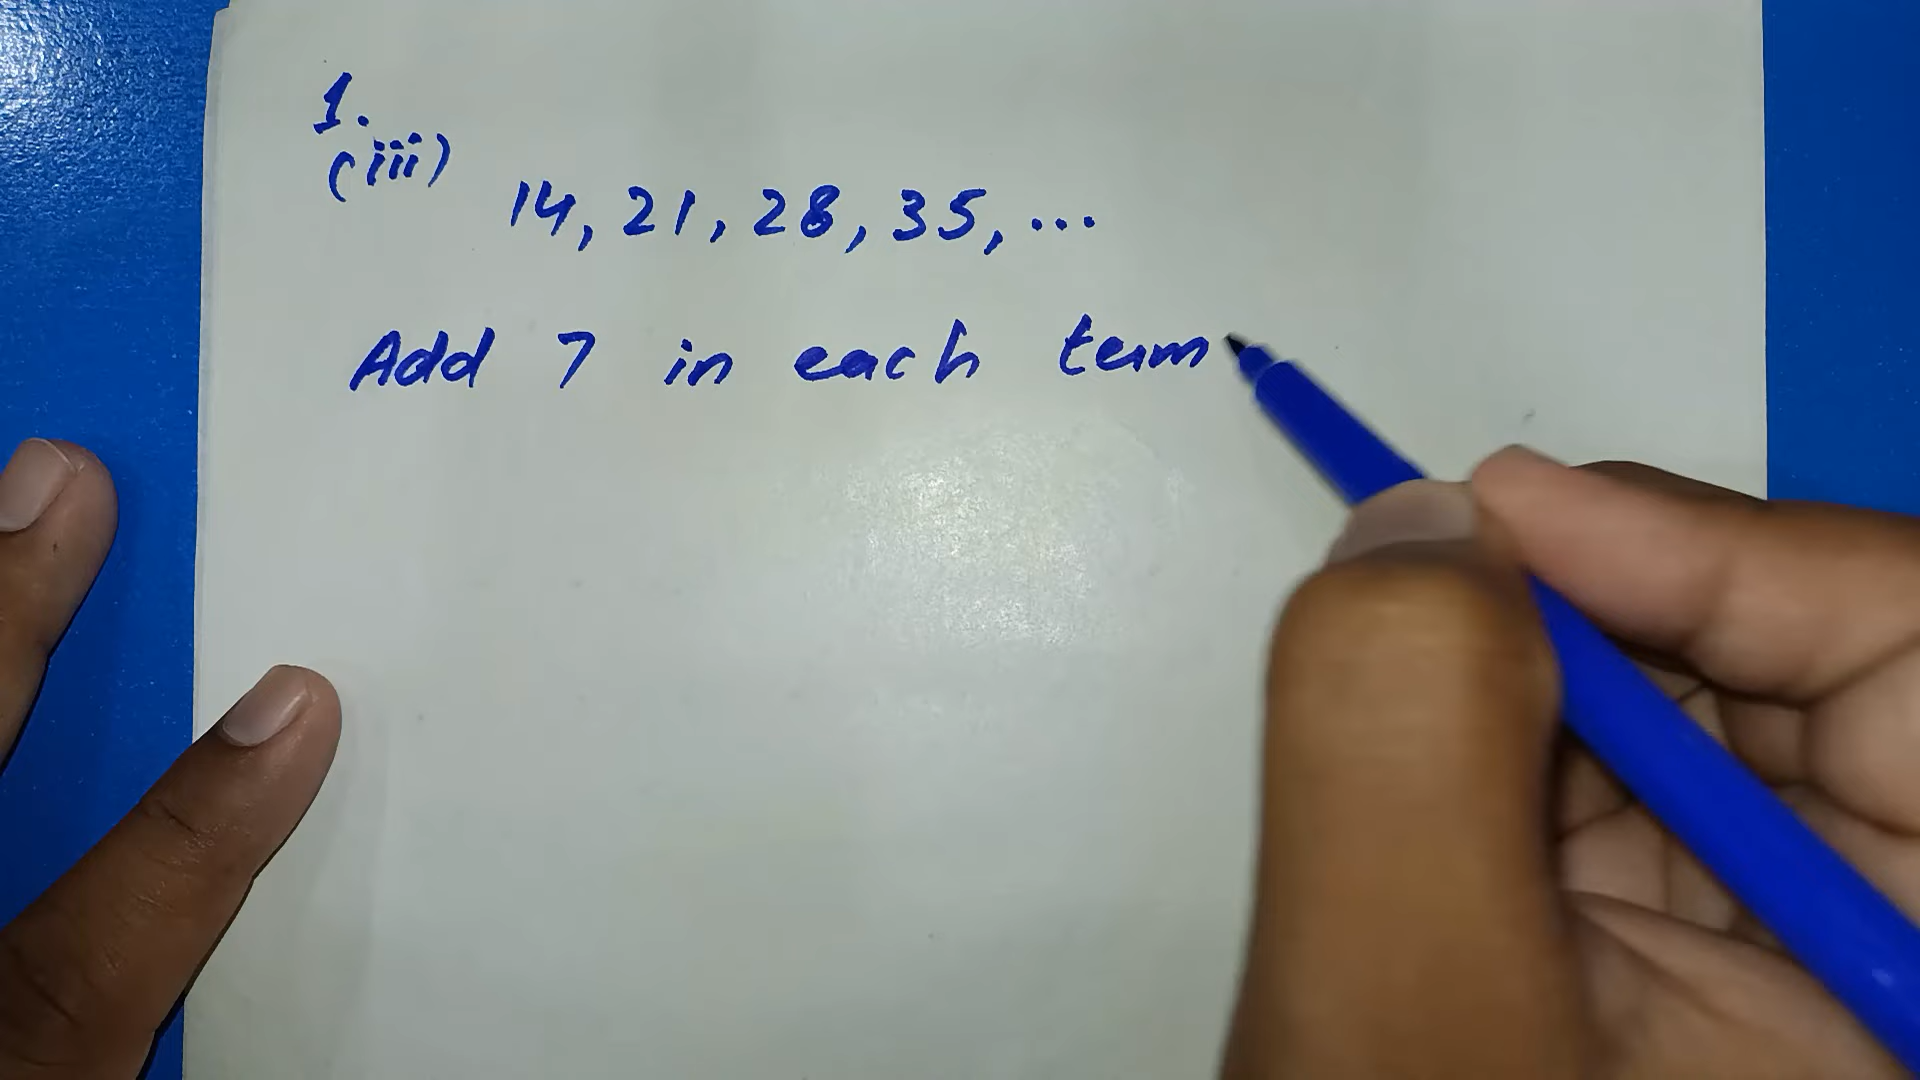 1.
(iii)
14, 21, 28, 35, ...
Add 7 in each term